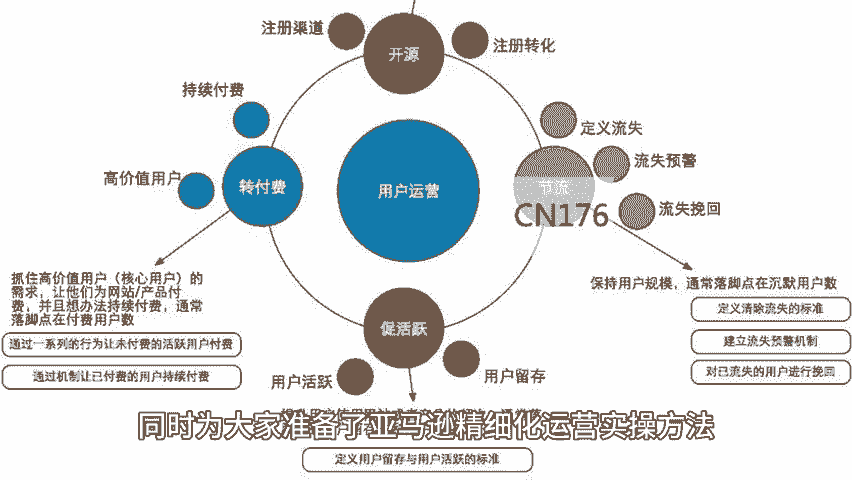 注册渠道
开源
注册转化
持续付费
定义流失
流失预警
高价值用户
转付费
用户运营
节流
CN176
流失挽回
抓住高价值用户（核心用户）的
需求，让他们为网站/产品付
费，并且想办法持续付费，通常
落脚点在付费用户数
通过一系列的行为让未付费的活跃用户付费
通过机制让已付费的用户持续付费
保持用户规模，通常落脚点在沉默用户数
定义清除流失的标准
建立流失预警机制
对已流失的用户进行挽回
促活跃
用户活跃
用户留存
同时为大家准备了亚马逊精细化运营实操方法
定义用户留存与用户活跃的标准